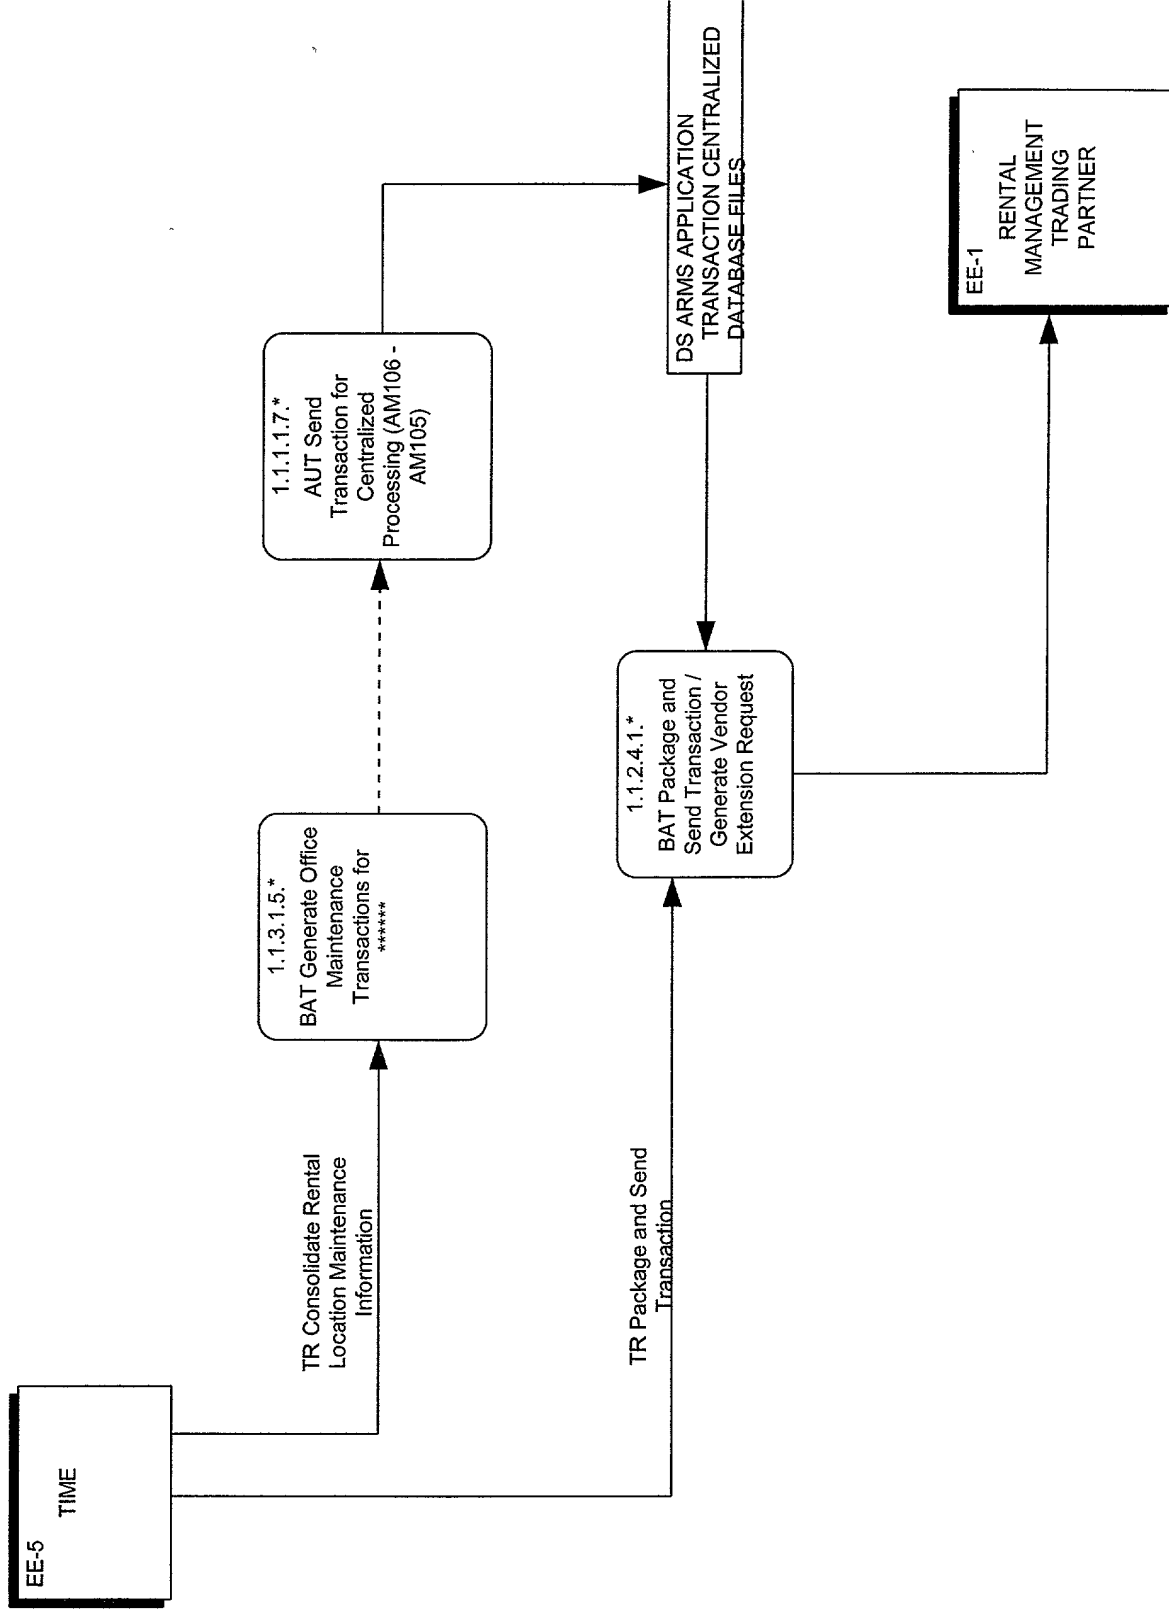 EE-5
TIME
TR Consolidate Rental
Location Maintenance
Information
1.1.3.1.5.*
BAT Generate Office
Maintenance
Transactions for
******
1.1.1.1.7.*
AUT Send
Transaction for
Centralized
Processing (AM106 -
AM105)
TR Package and Send
Transaction
1.1.2.4.1.*
BAT Package and
Send Transaction /
Generate Vendor
Extension Request
DS ARMS APPLICATION
TRANSACTION CENTRALIZED
DATABASE FILES
EE-1
RENTAL
MANAGEMENT
TRADING
PARTNER